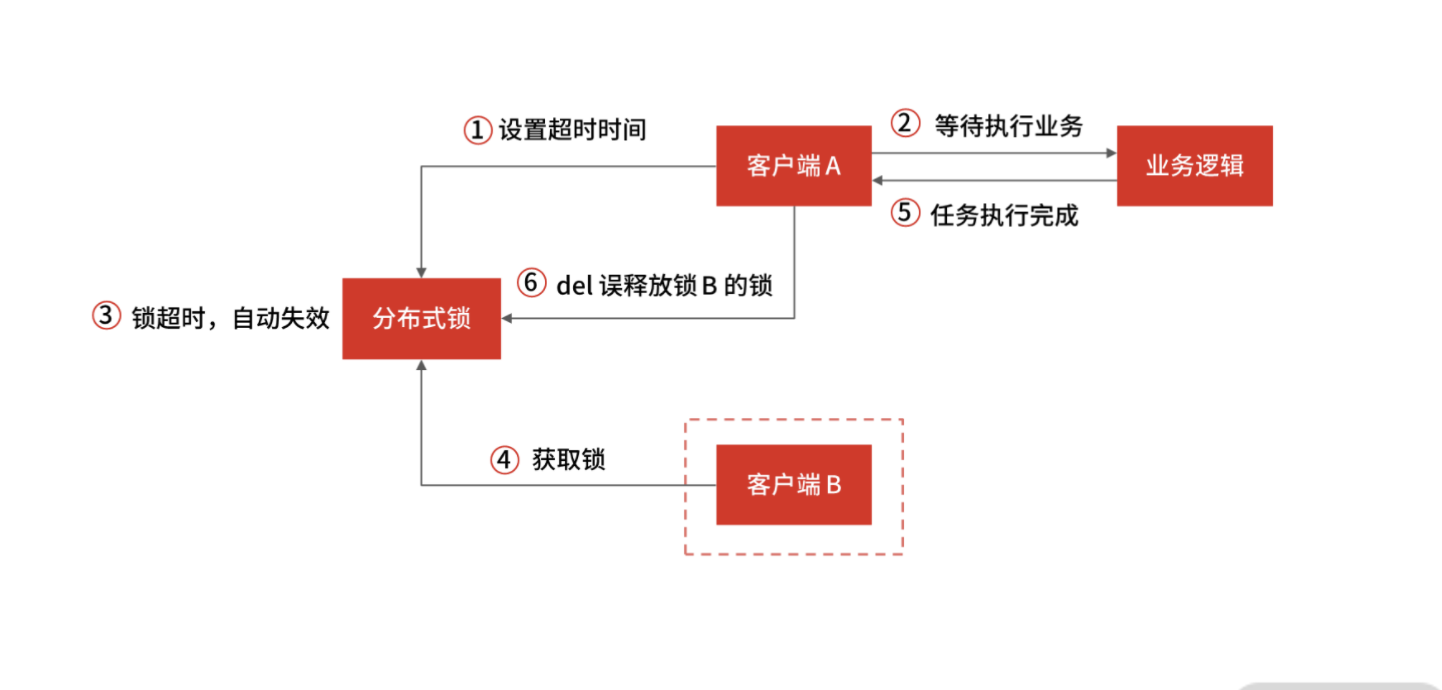 ① 设置超时时间
② 等待执行业务
客户端 A
业务逻辑
⑤ 任务执行完成
⑥ del 误释放锁 B 的锁
③ 锁超时，自动失效
分布式锁
④ 获取锁
客户端 B